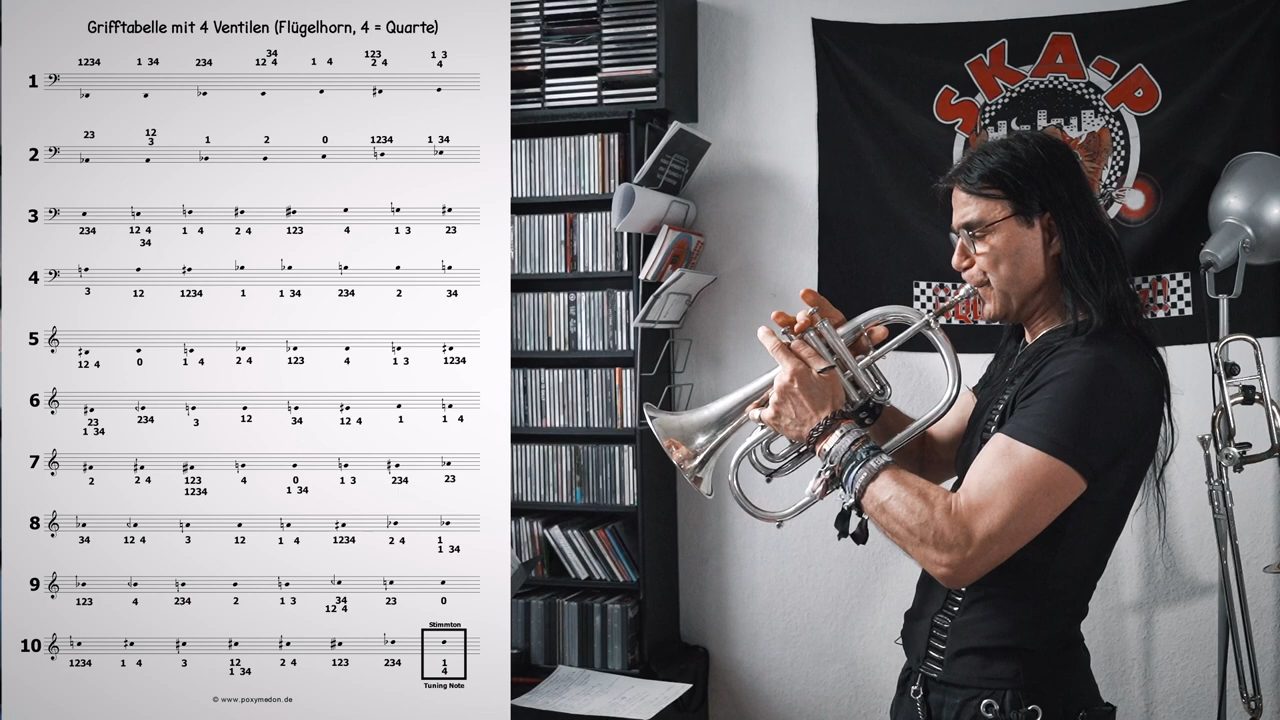 Grifftabelle mit 4 Ventilen (Flügelhorn, 4 = Quarte)
34 123 1 3
1234 1 34 234 12 4 1 4 2 4 4
1
23 12 1 2 0 1234 1 34
3
2
3
234 12 4 1 4 2 4 123 4 1 3 23
34
4
3 12 1234 1 1 34 234 2 34
5
12 4 0 1 4 2 4 123 4 1 3 1234
6
23 234 3 12 34 12 4 1 1 4
1 34
7
2 2 4 123 4 0 1 3 234 23
1234 1 34
8
34 12 4 3 12 1 4 1234 2 4 1
1 34
9
123 4 234 2 1 3 34 23 0
12 4
Stimmton
10
1234 1 4 3 12 2 4 123 234 1
1 34 4
Tuning Note
© www.poxymedon.de
SKA-P